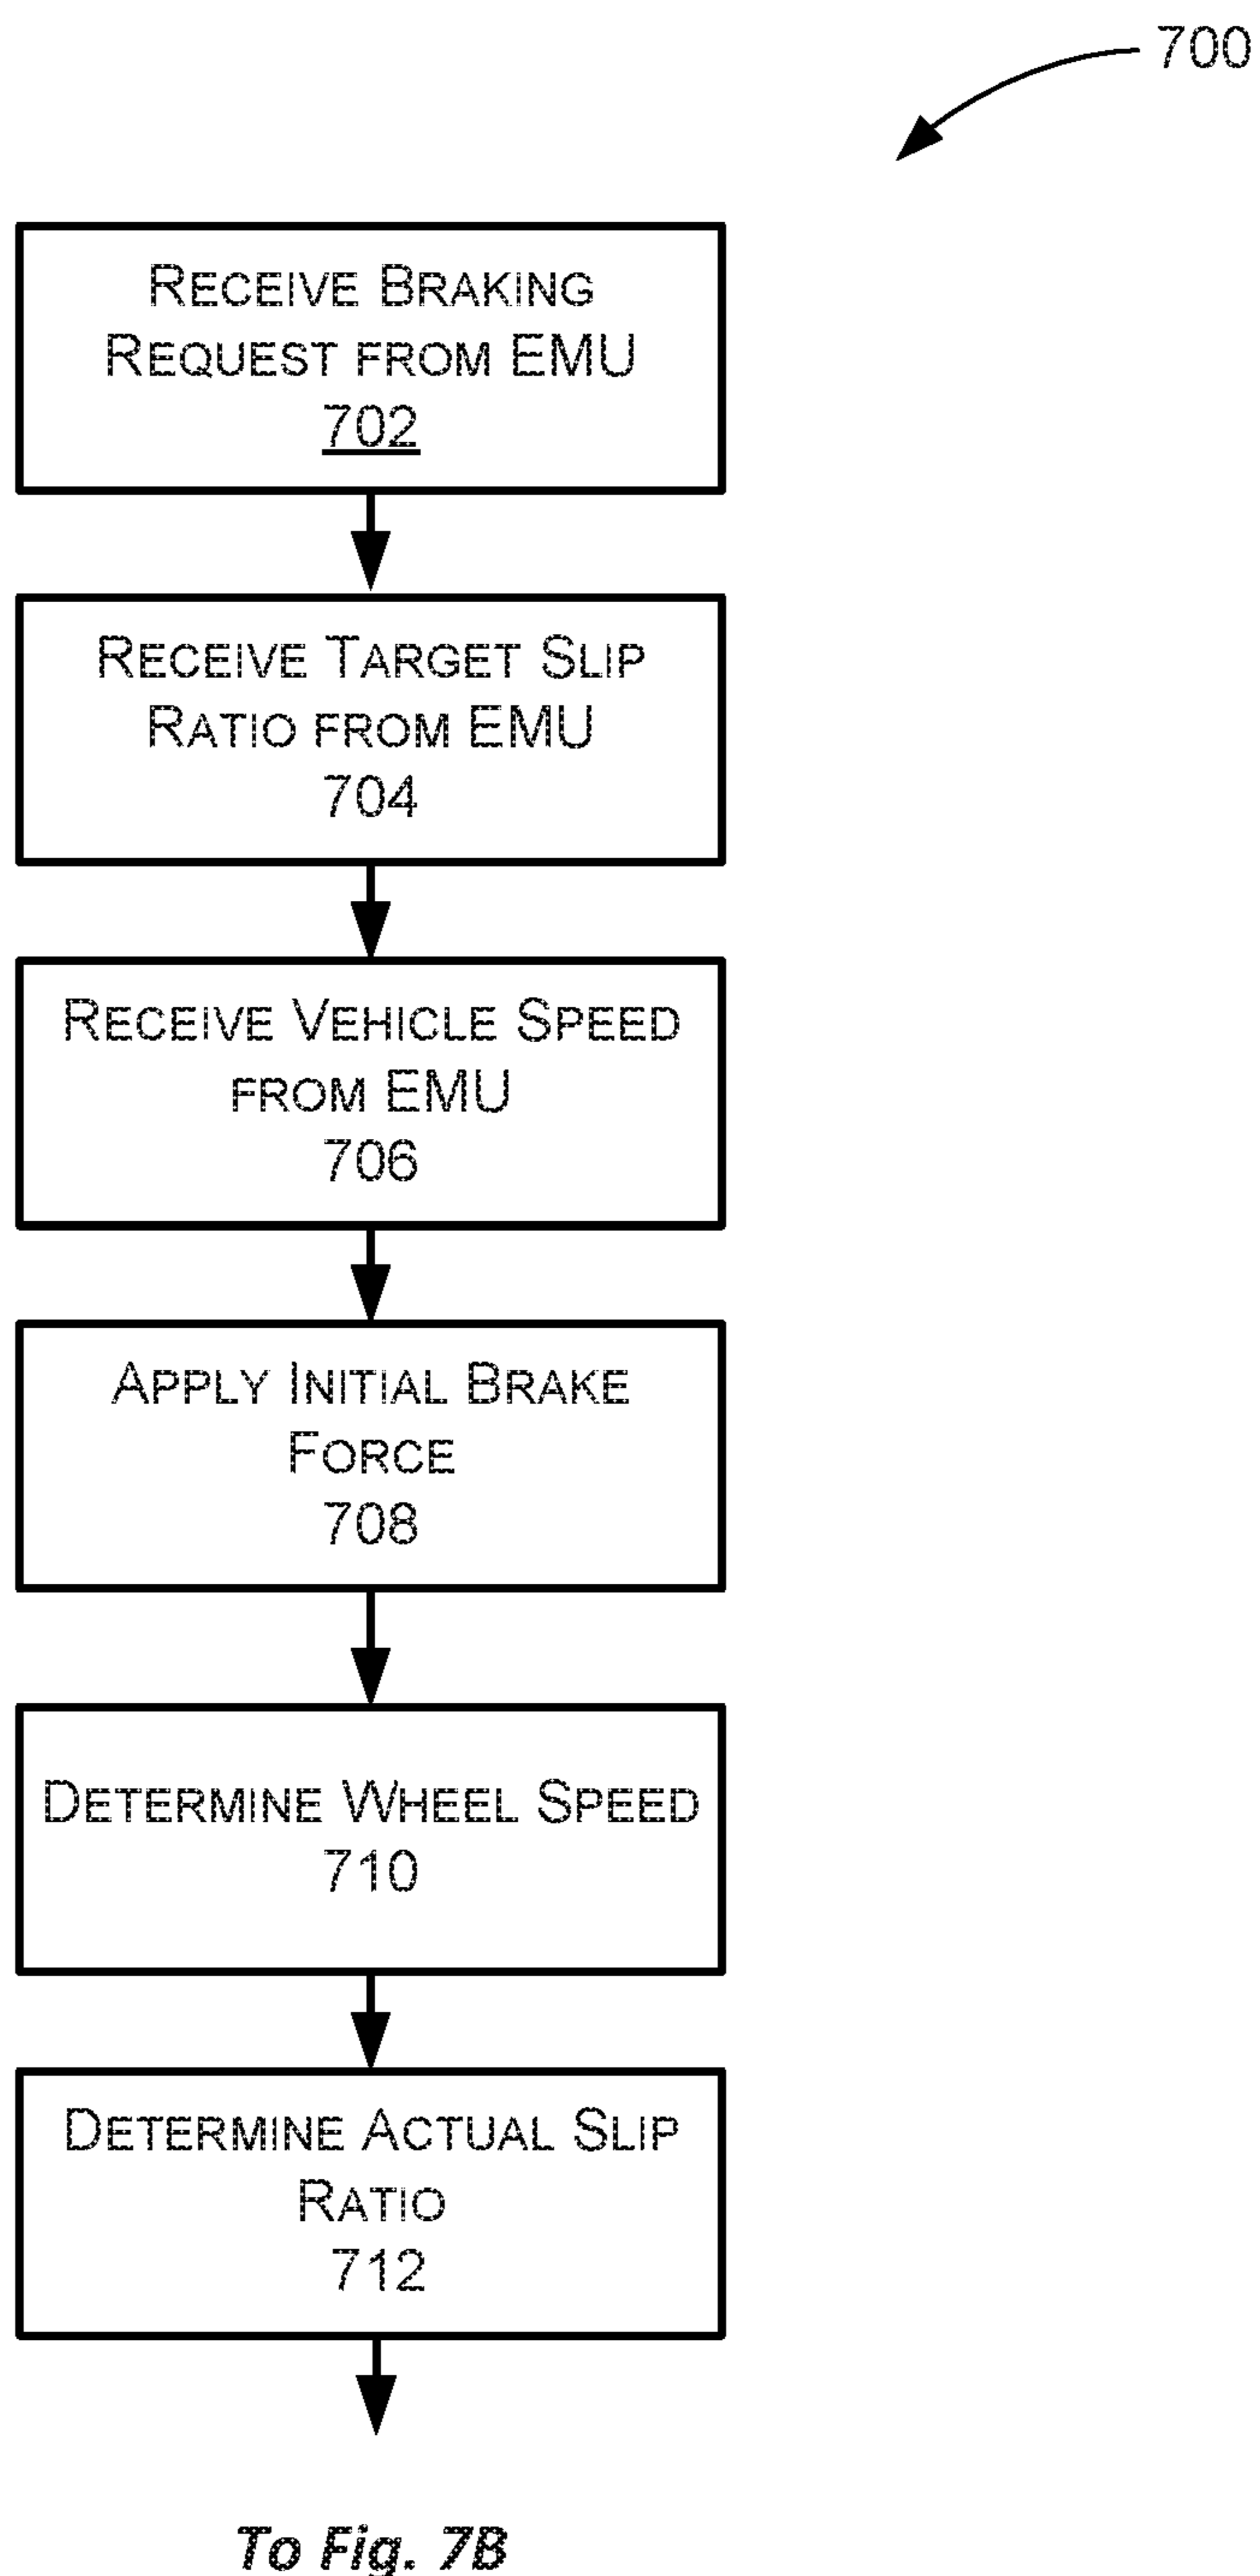 700
RECEIVE BRAKING
REQUEST FROM EMU
702
RECEIVE TARGET SLIP
RATIO FROM EMU
704
RECEIVE VEHICLE SPEED
FROM EMU
706
APPLY INITIAL BRAKE
FORCE
708
DETERMINE WHEEL SPEED
710
DETERMINE ACTUAL SLIP
RATIO
712
To Fig. 7B